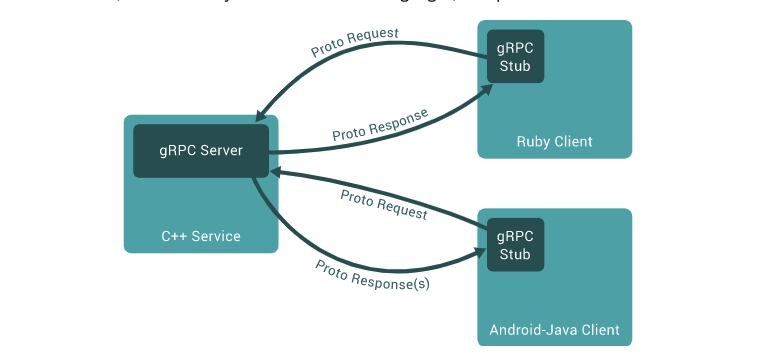 Proto Request
gRPC
Stub
Proto Response
Ruby Client
gRPC Server
C++ Service
Proto Request
gRPC
Stub
Proto Response(s)
Android-Java Client